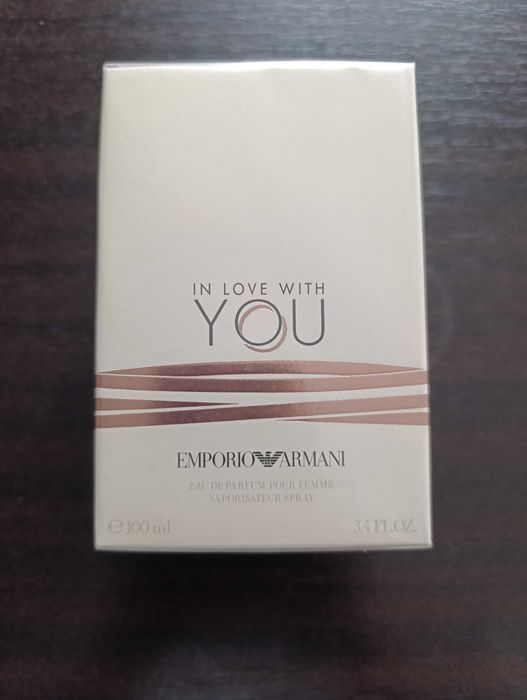 IN LOVE WITH
YOU
EMPORIO ARMANI
EAU DE PARFUM POUR FEMME
VAPORISATEUR SPRAY
℮ 100 ml 3.4 FL.OZ.